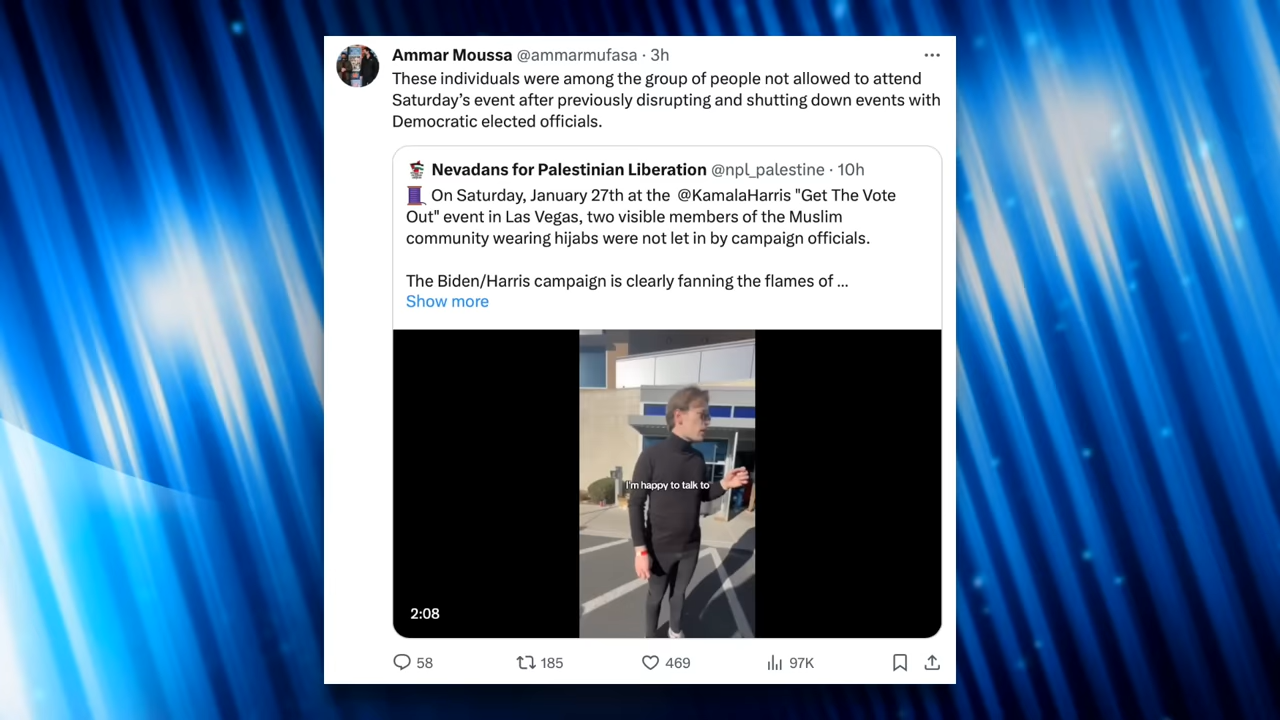 Ammar Moussa @ammarmufasa · 3h
These individuals were among the group of people not allowed to attend
Saturday’s event after previously disrupting and shutting down events with
Democratic elected officials.
Nevadans for Palestinian Liberation @npl_palestine · 10h
🧵 On Saturday, January 27th at the @KamalaHarris "Get The Vote
Out" event in Las Vegas, two visible members of the Muslim
community wearing hijabs were not let in by campaign officials.
The Biden/Harris campaign is clearly fanning the flames of ...
Show more
I'm happy to talk to
2:08
58 185 469 97K